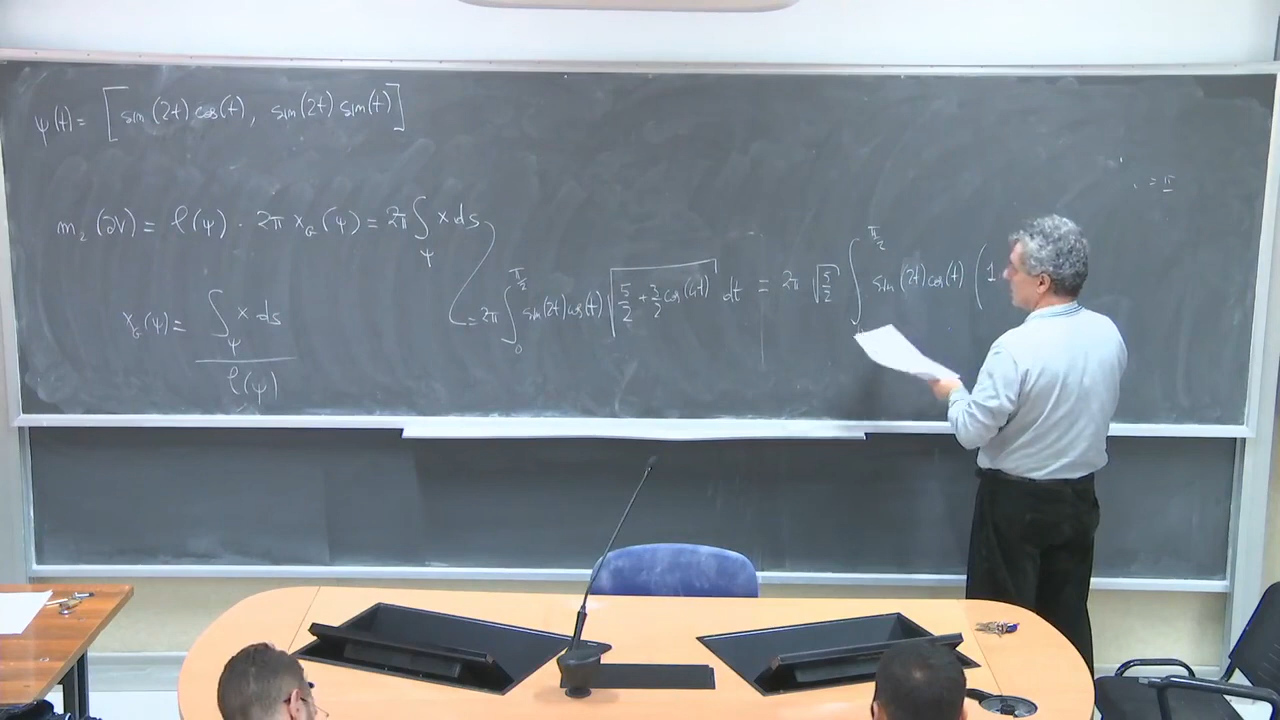 ψ(t) = [sin(2t)cos(t), sin(2t)sin(t)]
m₂(∂V) = ℓ(ψ) · 2π x_G(ψ) = 2π ∫_ψ x ds
= 2π ∫_0^{π/2} sin(2t)cos(t) √(5/2 + 3/2 cos(4t)) dt = 2π √(5/2) ∫^{π/2} sin(2t)cos(t) (1
x_G(ψ) = ∫_ψ x ds / ℓ(ψ)